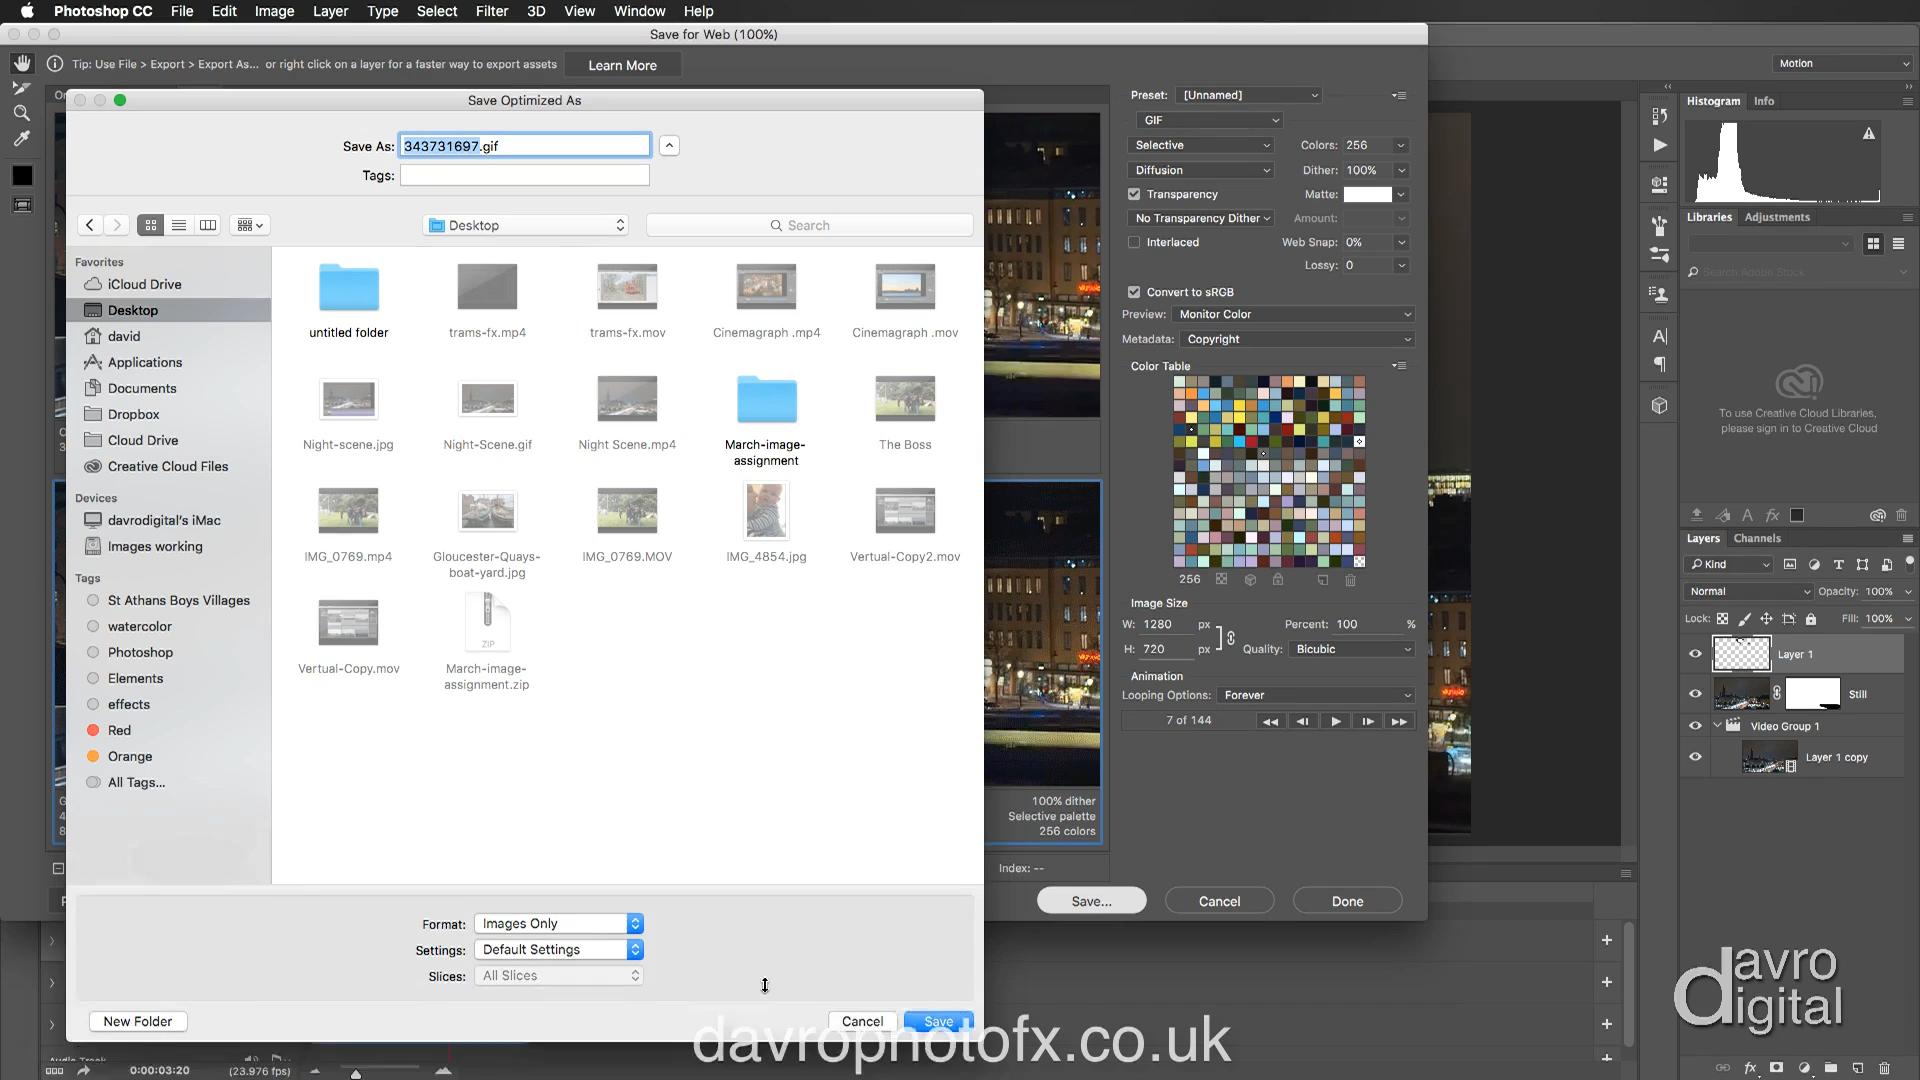 Photoshop CC File Edit Image Layer Type Select Filter 3D View Window Help
Save for Web (100%)
Tip: Use File > Export > Export As... or right click on a layer for a faster way to export assets
Learn More
Motion
Save Optimized As
Save As: 343731697.gif
Tags:
Desktop
Search
Favorites
iCloud Drive
Desktop
david
Applications
Documents
Dropbox
Cloud Drive
Creative Cloud Files
Devices
davrodigital's iMac
Images working
Tags
St Athans Boys Villages
watercolor
Photoshop
Elements
effects
Red
Orange
All Tags...
untitled folder
trams-fx.mp4
trams-fx.mov
Cinemagraph .mp4
Cinemagraph .mov
Night-scene.jpg
Night-Scene.gif
Night Scene.mp4
March-image-
assignment
The Boss
IMG_0769.mp4
Gloucester-Quays-
boat-yard.jpg
IMG_0769.MOV
IMG_4854.jpg
Vertual-Copy2.mov
Vertual-Copy.mov
ZIP
March-image-
assignment.zip
Format: Images Only
Settings: Default Settings
Slices: All Slices
New Folder
Cancel
Save
Preset: [Unnamed]
GIF
Selective
Colors: 256
Diffusion
Dither: 100%
Transparency
Matte:
No Transparency Dither
Amount:
Interlaced
Web Snap: 0%
Lossy: 0
Convert to sRGB
Preview: Monitor Color
Metadata: Copyright
Color Table
256
Image Size
W: 1280 px
Percent: 100 %
H: 720 px
Quality: Bicubic
Animation
Looping Options: Forever
7 of 144
100% dither
Selective palette
256 colors
Index: --
Save...
Cancel
Done
Histogram
Info
Libraries
Adjustments
Search Adobe Stock
To use Creative Cloud Libraries,
please sign in to Creative Cloud
Layers
Channels
Kind
Normal
Opacity: 100%
Lock:
Fill: 100%
Layer 1
Still
Video Group 1
Layer 1 copy
Audio Track
0:00:03:20
(23.976 fps)
davro
digital
davrophotofx.co.uk